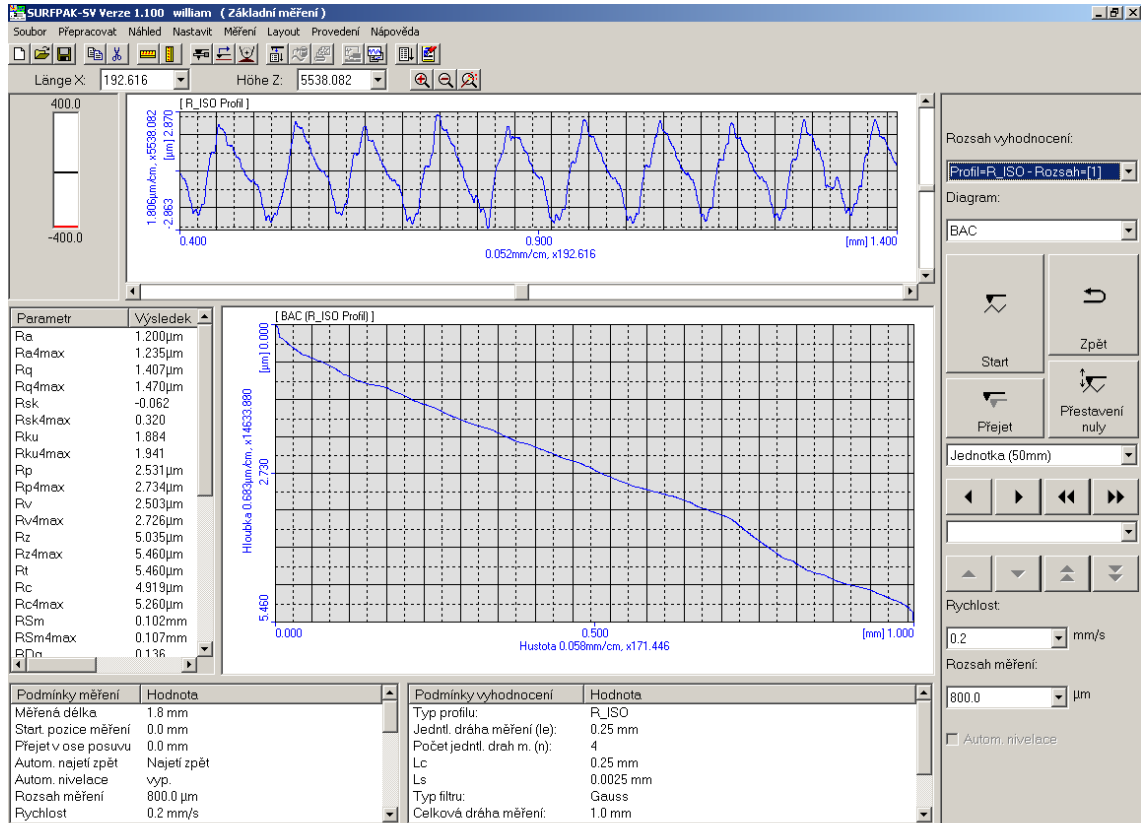 SURFPAK-SV Verze 1.100 william ( Základní měření )
Soubor Přepracovat Náhled Nastavit Měření Layout Provedení Nápověda
Länge X: 192.616 Höhe Z: 5538.082
400.0
-400.0
[ R_ISO Profil ]
1.806µm/cm, x5538.082
-2.863 [µm] 2.870
0.400 0.900 [mm] 1.400
0.052mm/cm, x192.616
Parametr Výsledek
Ra 1.200µm
Ra4max 1.235µm
Rq 1.407µm
Rq4max 1.470µm
Rsk -0.062
Rsk4max 0.320
Rku 1.884
Rku4max 1.941
Rp 2.531µm
Rp4max 2.734µm
Rv 2.503µm
Rv4max 2.726µm
Rz 5.035µm
Rz4max 5.460µm
Rt 5.460µm
Rc 4.919µm
Rc4max 5.260µm
RSm 0.102mm
RSm4max 0.107mm
RDq 0.136
[ BAC (R_ISO Profil) ]
Hloubka 0.683µm/cm, x14633.880
5.460 2.730 [µm] 0.000
0.000 0.500 [mm] 1.000
Hustota 0.058mm/cm, x171.446
Podmínky měření Hodnota
Měřená délka 1.8 mm
Start. pozice měření 0.0 mm
Přejet v ose posuvu 0.0 mm
Autom. najetí zpět Najetí zpět
Autom. nivelace vyp.
Rozsah měření 800.0 µm
Rychlost 0.2 mm/s
Podmínky vyhodnocení Hodnota
Typ profilu: R_ISO
Jedntl. dráha měření (le): 0.25 mm
Počet jedntl. drah m. (n): 4
Lc 0.25 mm
Ls 0.0025 mm
Typ filtru: Gauss
Celková dráha měření: 1.0 mm
Rozsah vyhodnocení:
Profil=R_ISO - Rozsah=[1]
Diagram:
BAC
Start
Zpět
Přejet
Přestavení
nuly
Jednotka (50mm)
Rychlost:
0.2 mm/s
Rozsah měření:
800.0 µm
Autom. nivelace